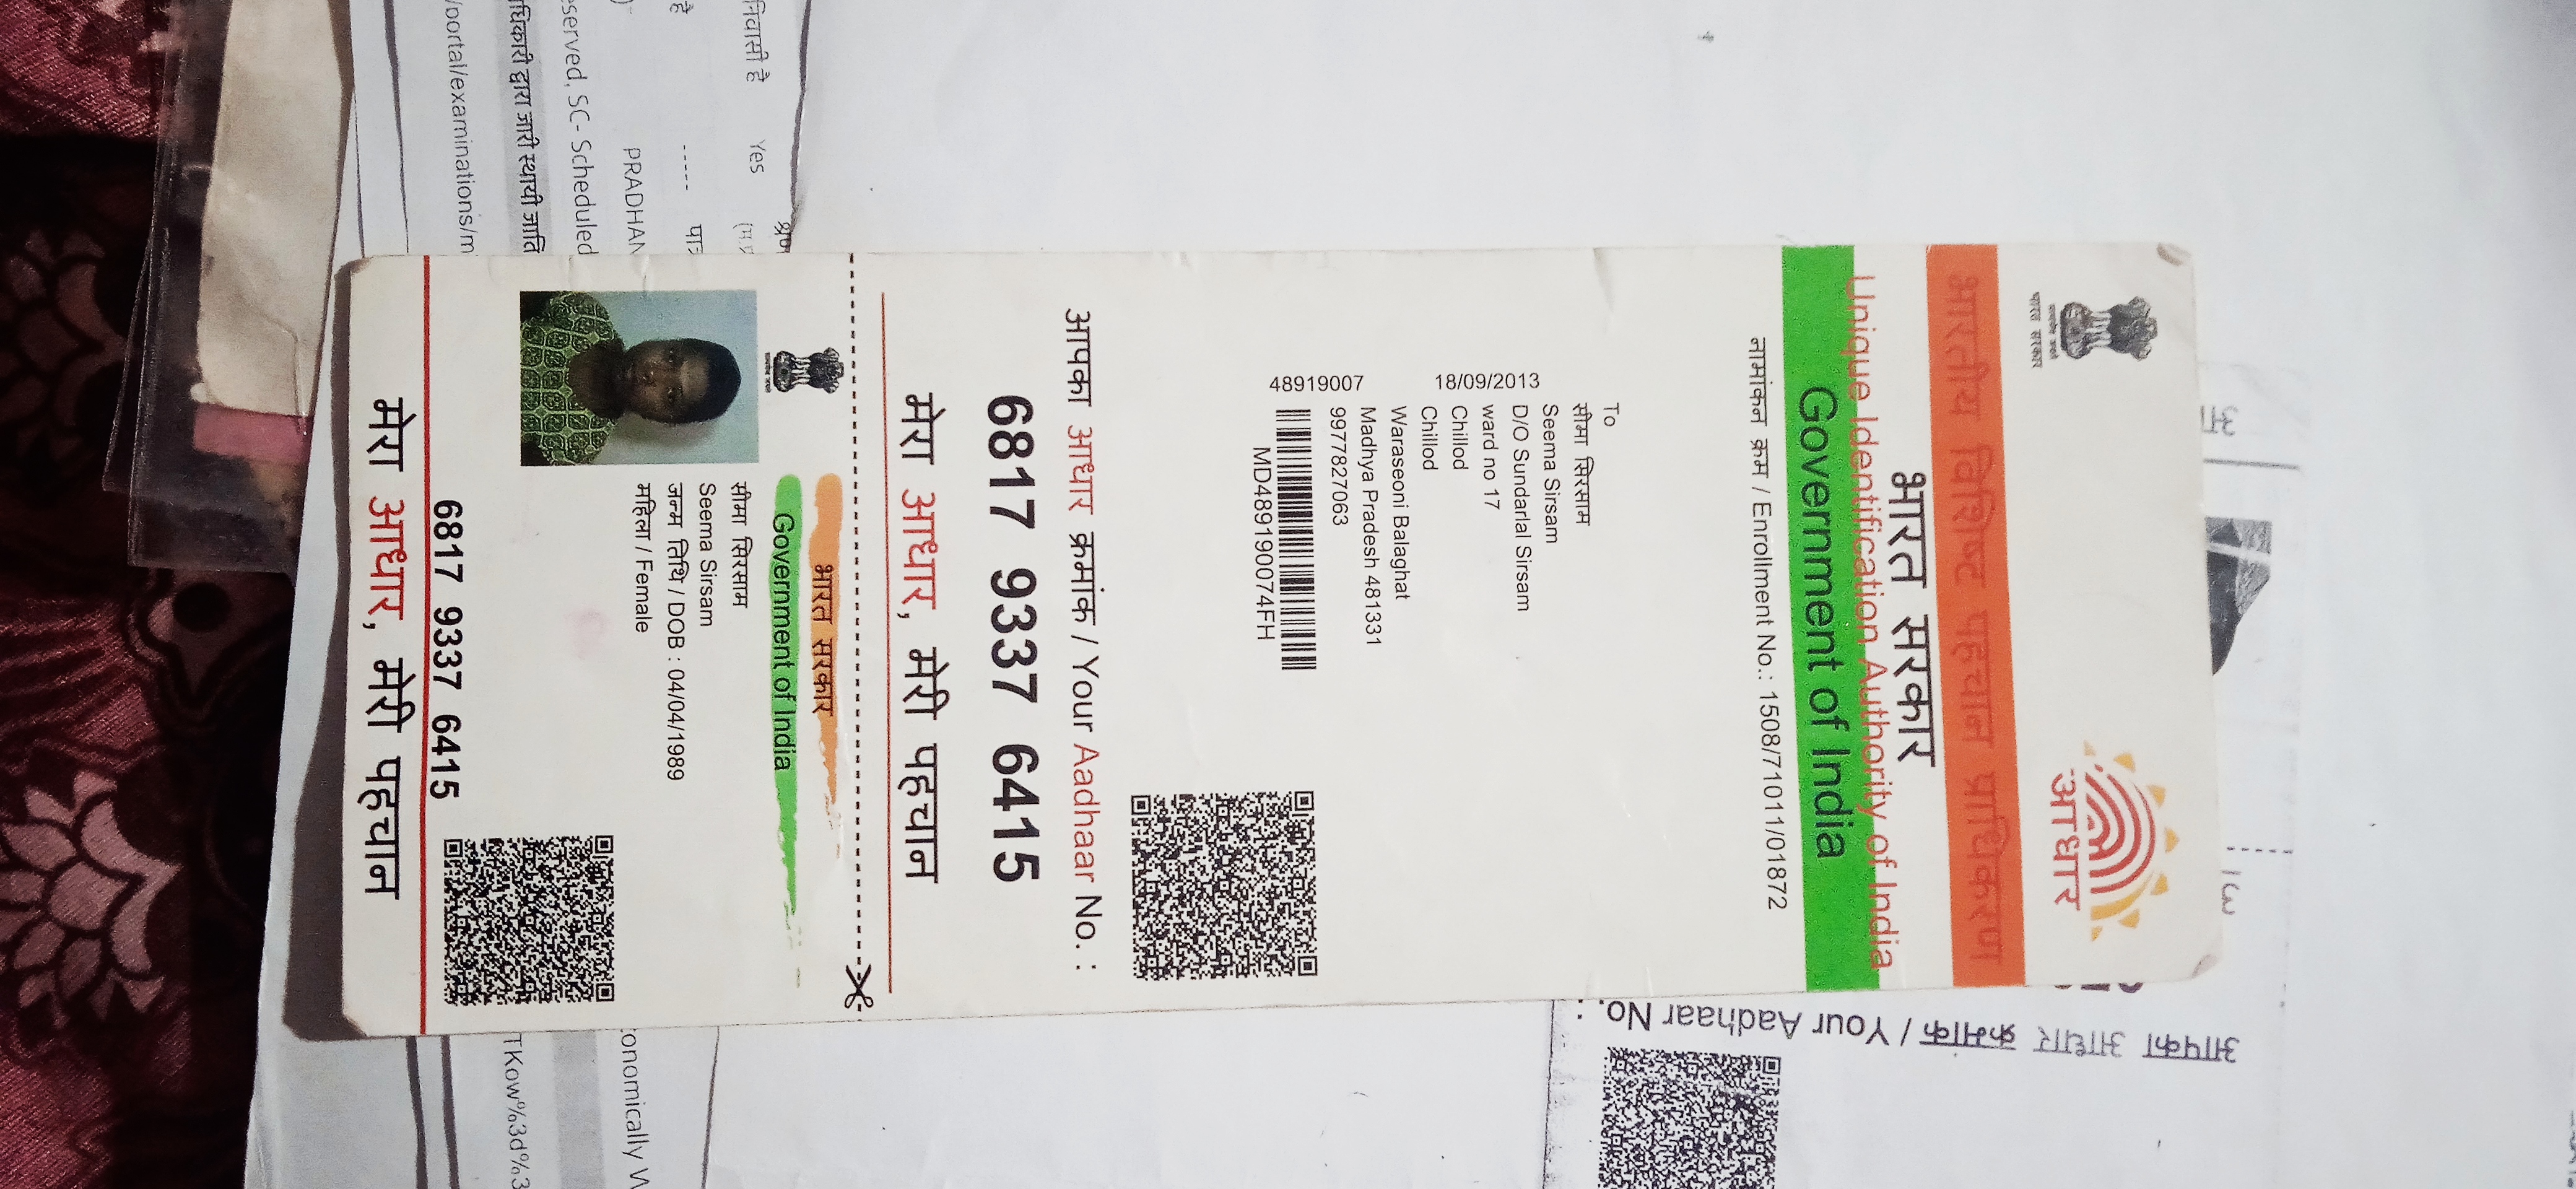 भारत सरकार
आधार
भारतीय विशिष्ट पहचान प्राधिकरण
भारत सरकार
Unique Identification Authority of India
Government of India
नामांकन क्रम / Enrollment No.: 1508/71011/01872
To
सीमा सिरसाम
Seema Sirsam
D/O Sundarlal Sirsam
ward no 17
Chillod
Chillod
Waraseoni Balaghat
Madhya Pradesh 481331
9977827063
18/09/2013
48919007
MD489190074FH
आपका आधार क्रमांक / Your Aadhaar No. :
6817 9337 6415
मेरा आधार, मेरी पहचान
भारत सरकार
Government of India
सीमा सिरसाम
Seema Sirsam
जन्म तिथि / DOB : 04/04/1989
महिला / Female
6817 9337 6415
मेरा आधार, मेरी पहचान
निवासी है Yes
है ----
PRADHAN
eserved, SC- Scheduled
धिकारी द्वारा जारी स्थायी जाति
/portal/examinations/m
onomically W
TKow%3d%3
आपका आधार क्रमांक / Your Aadhaar No. :